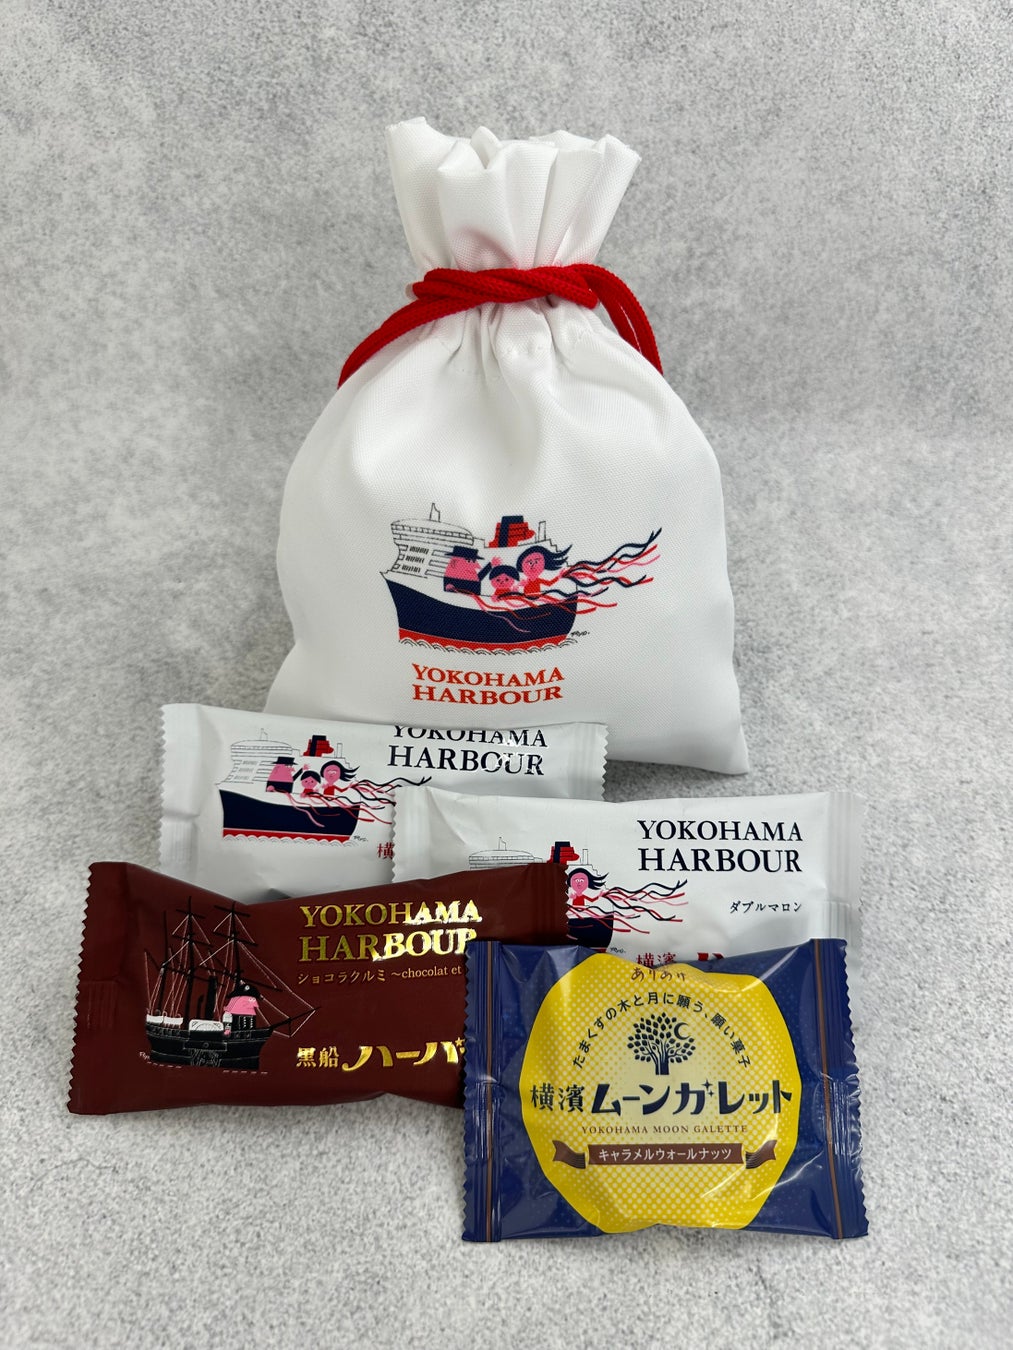 YOKOHAMA
HARBOUR
YOKOHAMA
HARBOUR
横
YOKOHAMA
HARBOUR
ダブルマロン
横濱
YOKOHAMA
HARBOUR
ショコラクルミ ～chocolat et
黒船 ハーバ
ありあけ
たまくすの木と月に願う、願い菓子
横濱 ムーンガレット
YOKOHAMA MOON GALETTE
キャラメルウォールナッツ